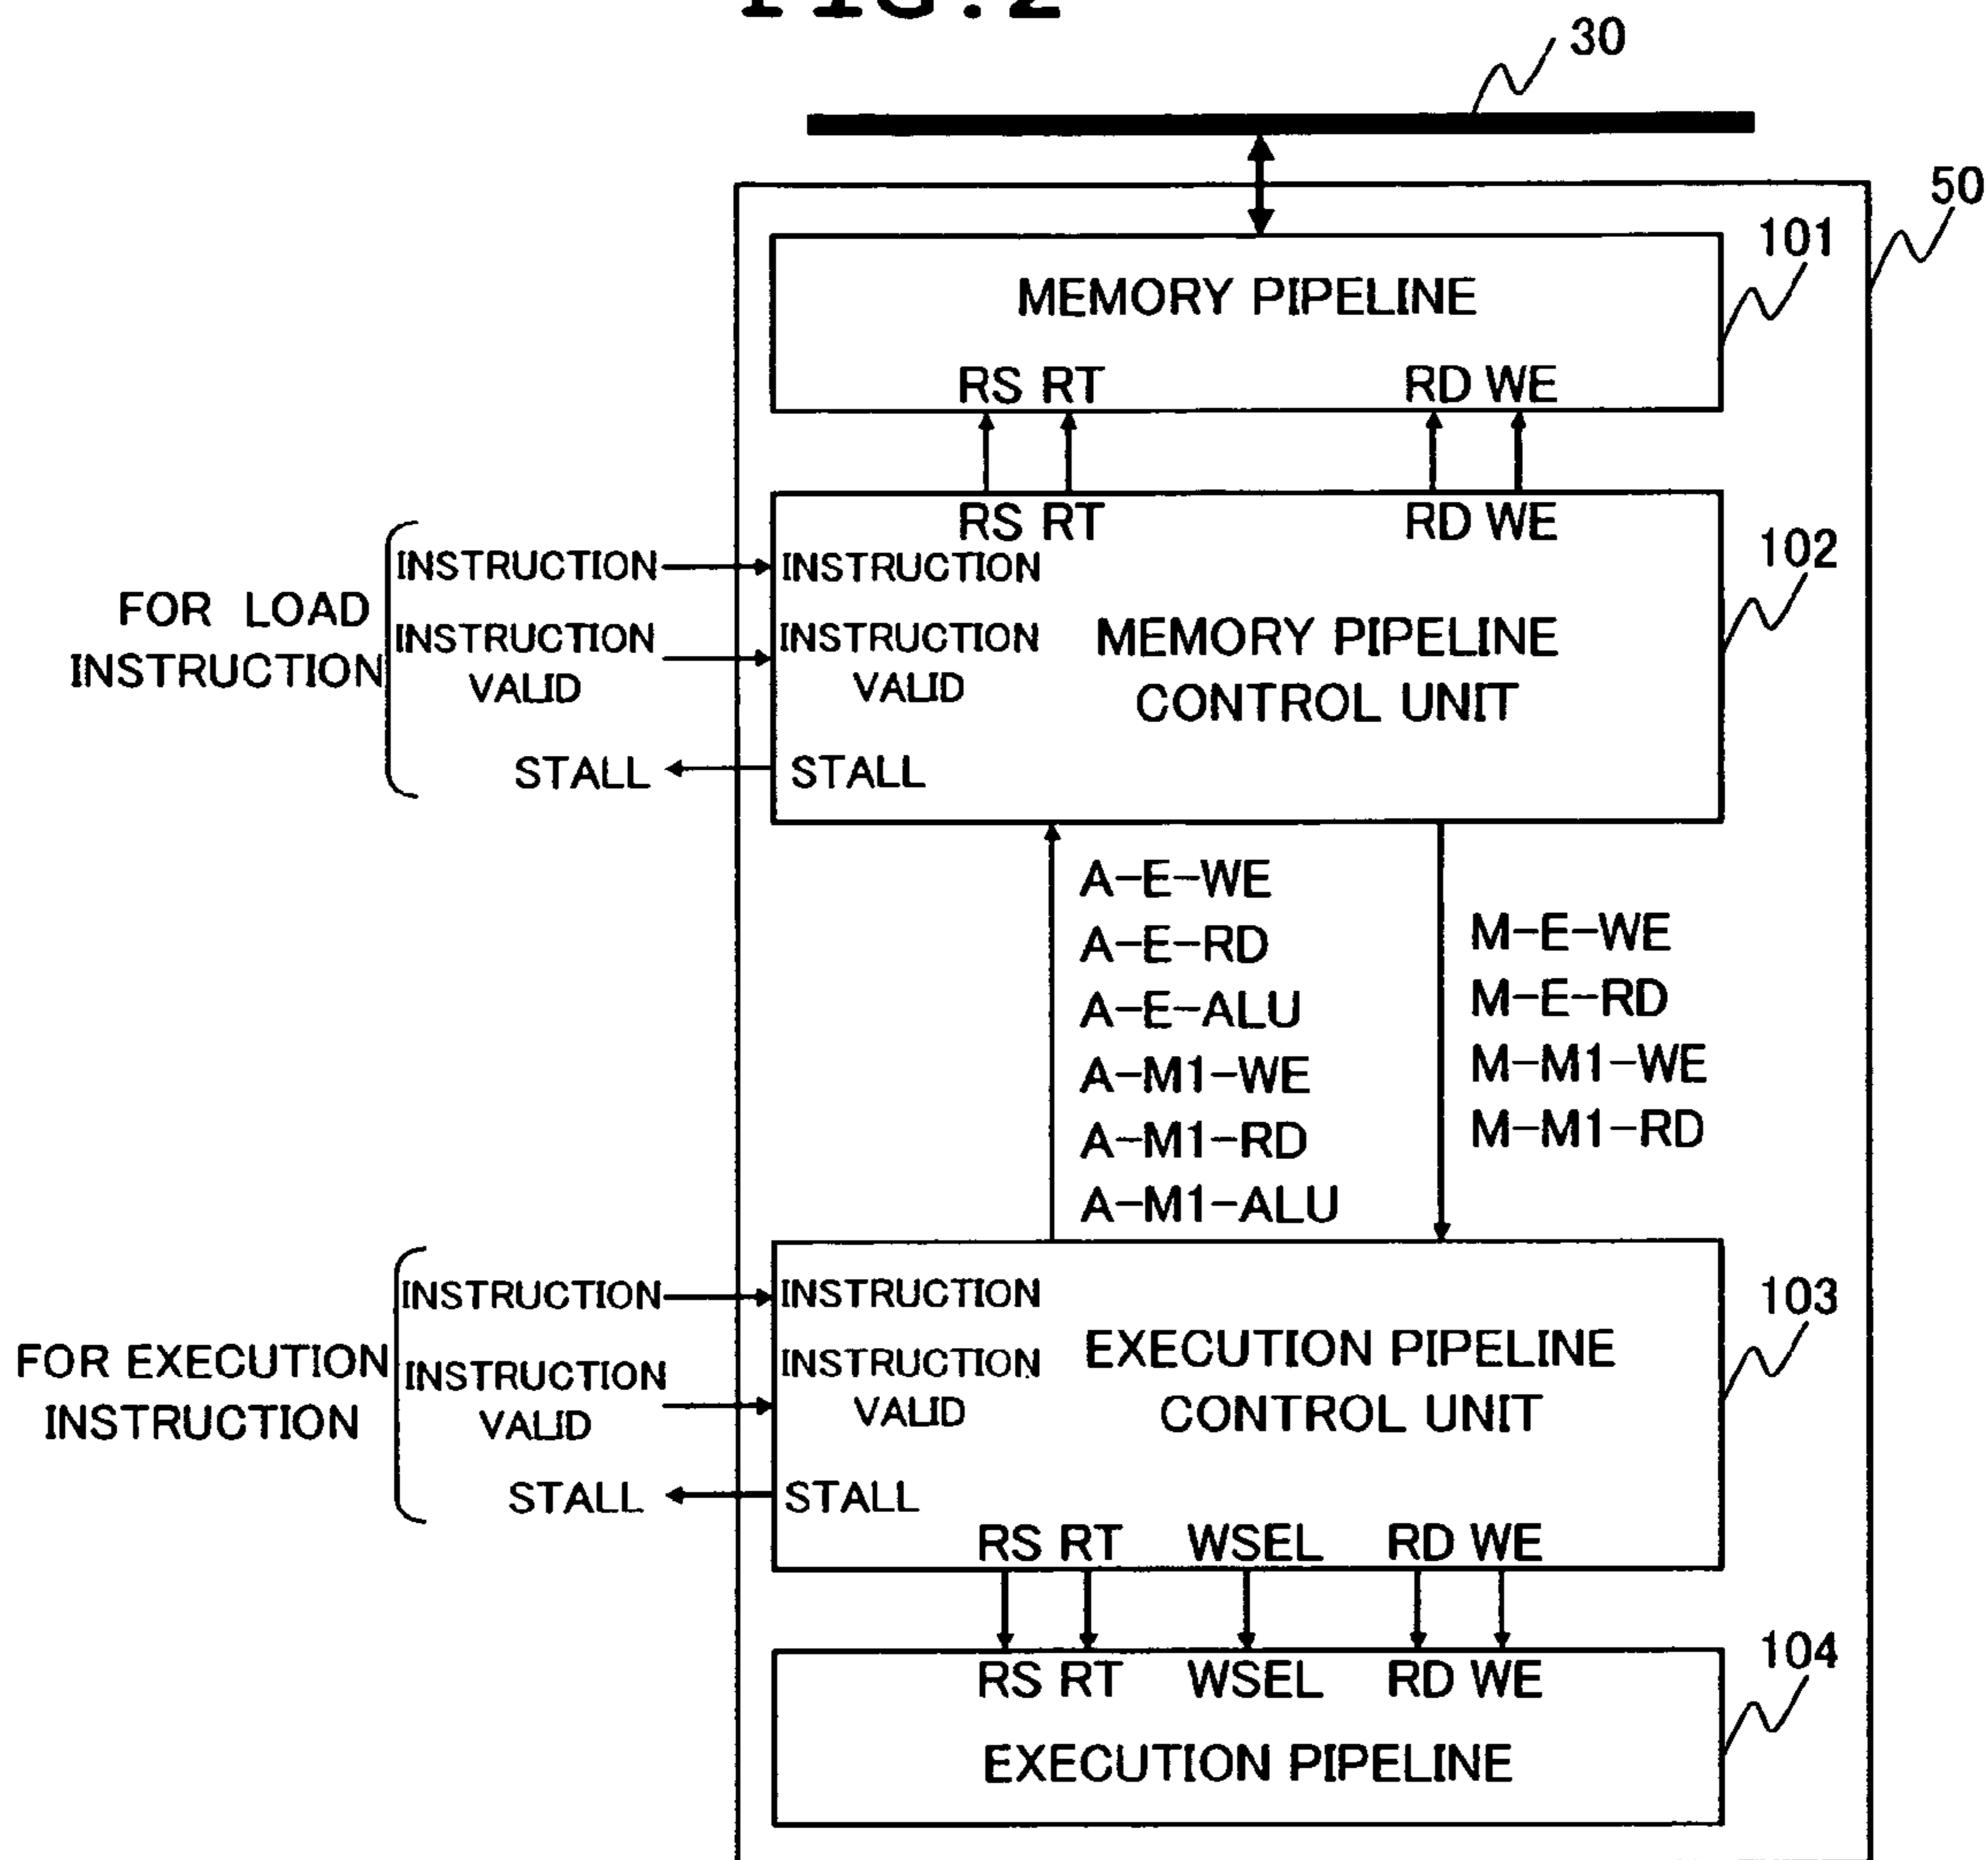 FIG.2
30
50
101
MEMORY PIPELINE
RS RT RD WE
RS RT RD WE
102
FOR LOAD
INSTRUCTION
INSTRUCTION
INSTRUCTION
VALID
STALL
INSTRUCTION
INSTRUCTION
VALID
STALL
MEMORY PIPELINE
CONTROL UNIT
A-E-WE
A-E-RD
A-E-ALU
A-M1-WE
A-M1-RD
A-M1-ALU
M-E-WE
M-E-RD
M-M1-WE
M-M1-RD
103
FOR EXECUTION
INSTRUCTION
INSTRUCTION
INSTRUCTION
VALID
STALL
INSTRUCTION
INSTRUCTION
VALID
STALL
EXECUTION PIPELINE
CONTROL UNIT
RS RT WSEL RD WE
104
RS RT WSEL RD WE
EXECUTION PIPELINE